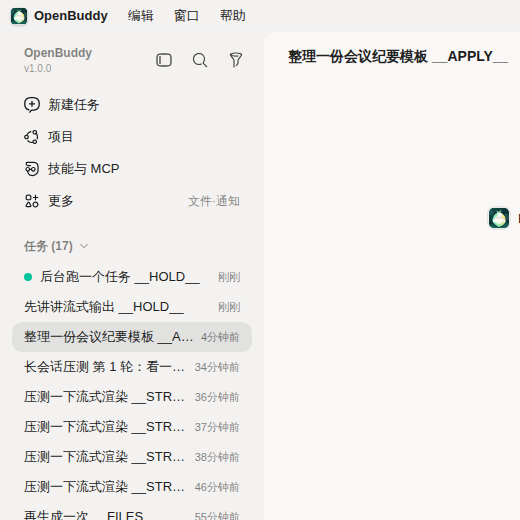 OpenBuddy 编辑 窗口 帮助
OpenBuddy
v1.0.0
整理一份会议纪要模板 __APPLY__
新建任务
项目
技能与 MCP
更多 文件·通知
任务 (17)
后台跑一个任务 __HOLD__ 刚刚
先讲讲流式输出 __HOLD__ 刚刚
整理一份会议纪要模板 __A... 4分钟前
长会话压测 第 1 轮：看一... 34分钟前
压测一下流式渲染 __STR... 36分钟前
压测一下流式渲染 __STR... 37分钟前
压测一下流式渲染 __STR... 38分钟前
压测一下流式渲染 __STR... 46分钟前
再生成一次 __FILES__ 55分钟前